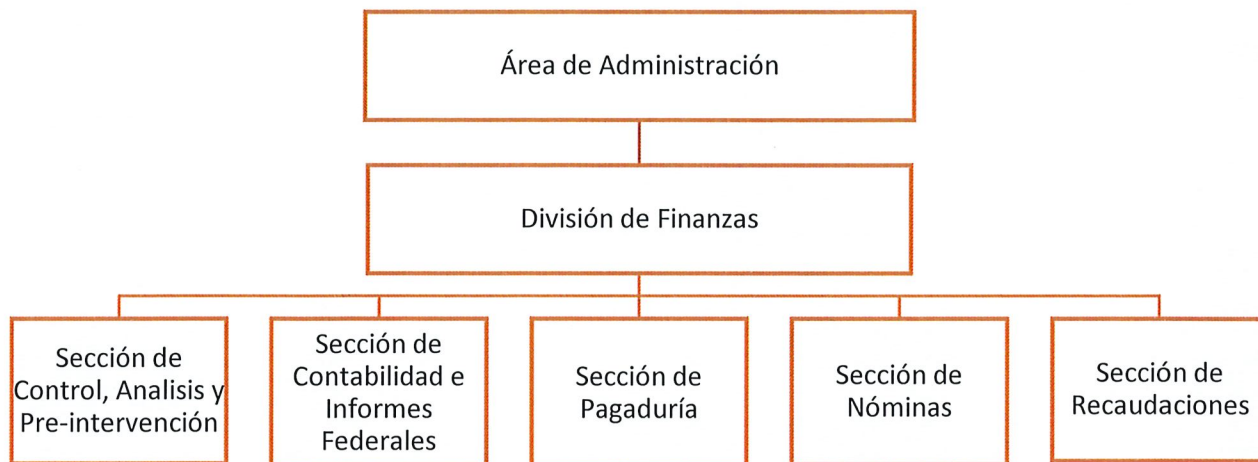 Área de Administración
División de Finanzas
Sección de
Control, Analisis y
Pre-intervención
Sección de
Contabilidad e
Informes
Federales
Sección de
Pagaduría
Sección de
Nóminas
Sección de
Recaudaciones